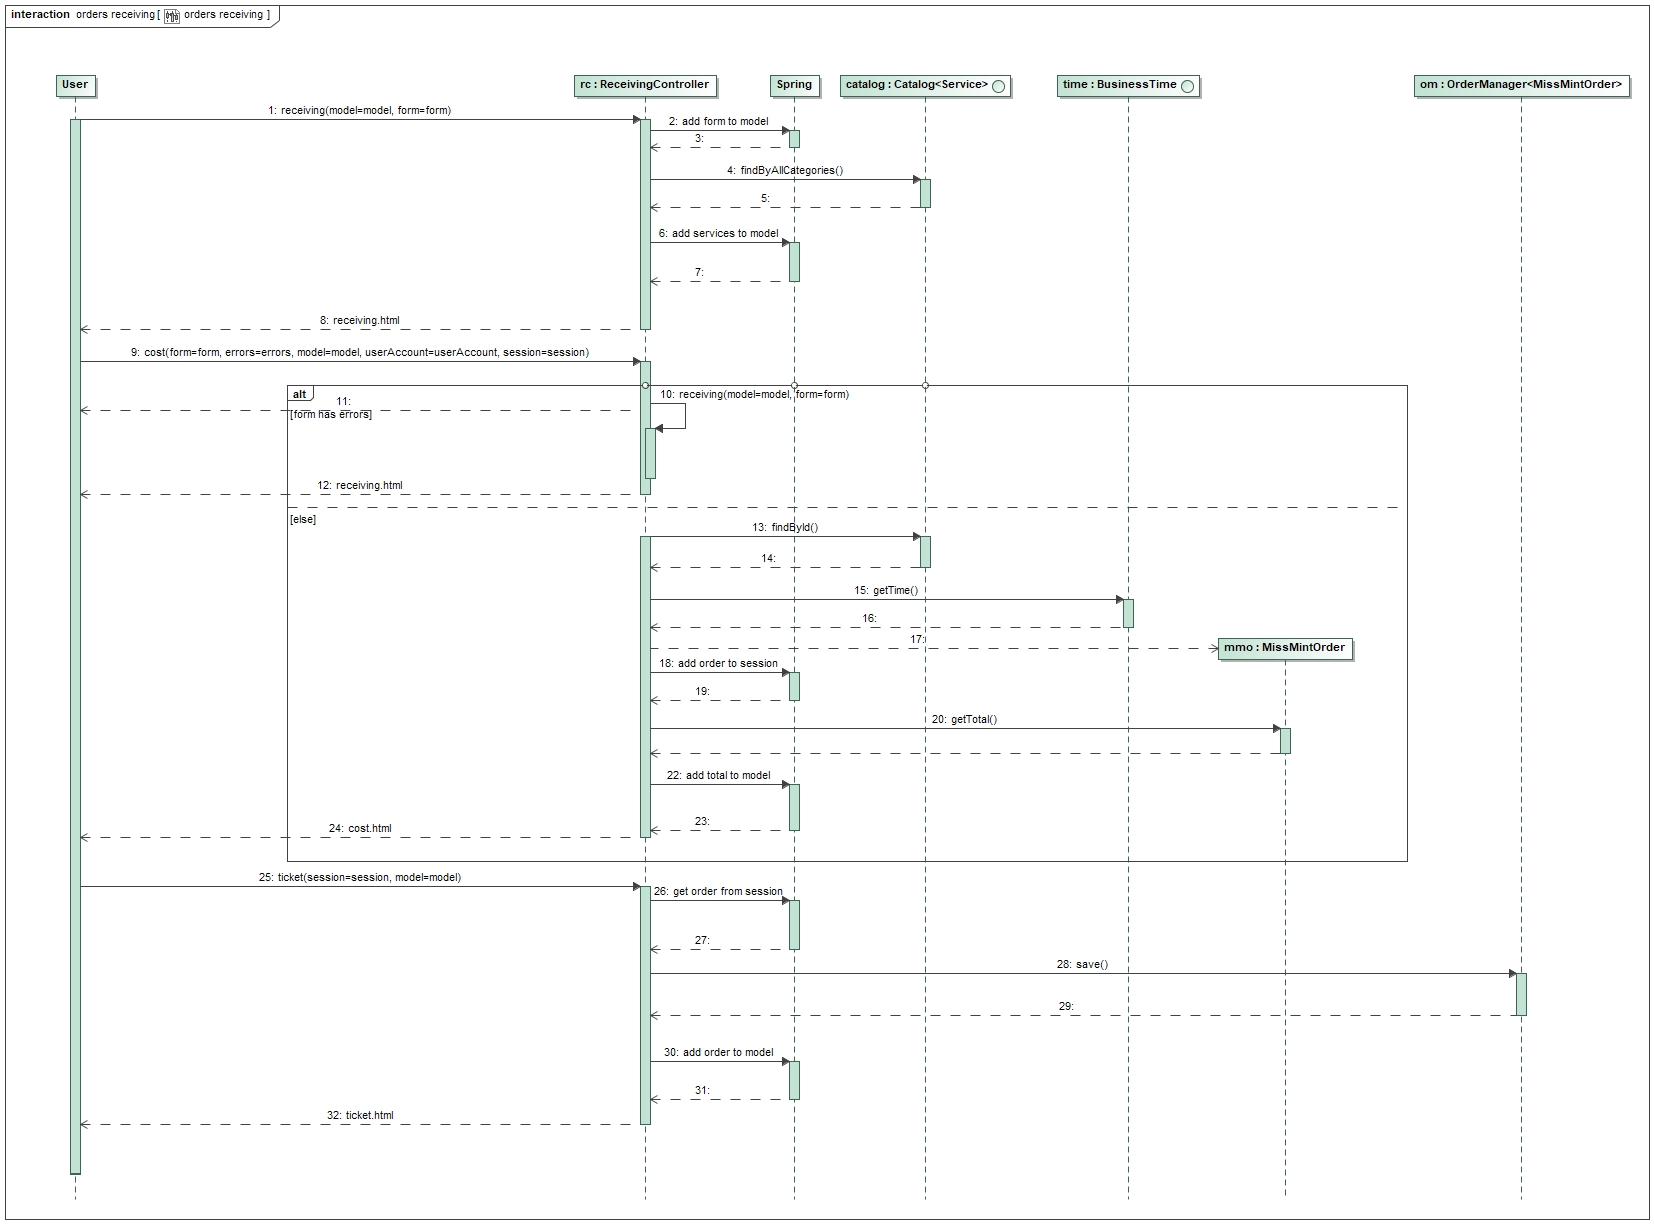 interaction orders receiving [ orders receiving ]
User
rc : ReceivingController
Spring
catalog : Catalog<Service>
time : BusinessTime
om : OrderManager<MissMintOrder>
1: receiving(model=model, form=form)
2: add form to model
3:
4: findByAllCategories()
5:
6: add services to model
7:
8: receiving.html
9: cost(form=form, errors=errors, model=model, userAccount=userAccount, session=session)
alt
10: receiving(model=model, form=form)
11:
[form has errors]
12: receiving.html
[else]
13: findById()
14:
15: getTime()
16:
17:
mmo : MissMintOrder
18: add order to session
19:
20: getTotal()
22: add total to model
23:
24: cost.html
25: ticket(session=session, model=model)
26: get order from session
27:
28: save()
29:
30: add order to model
31:
32: ticket.html